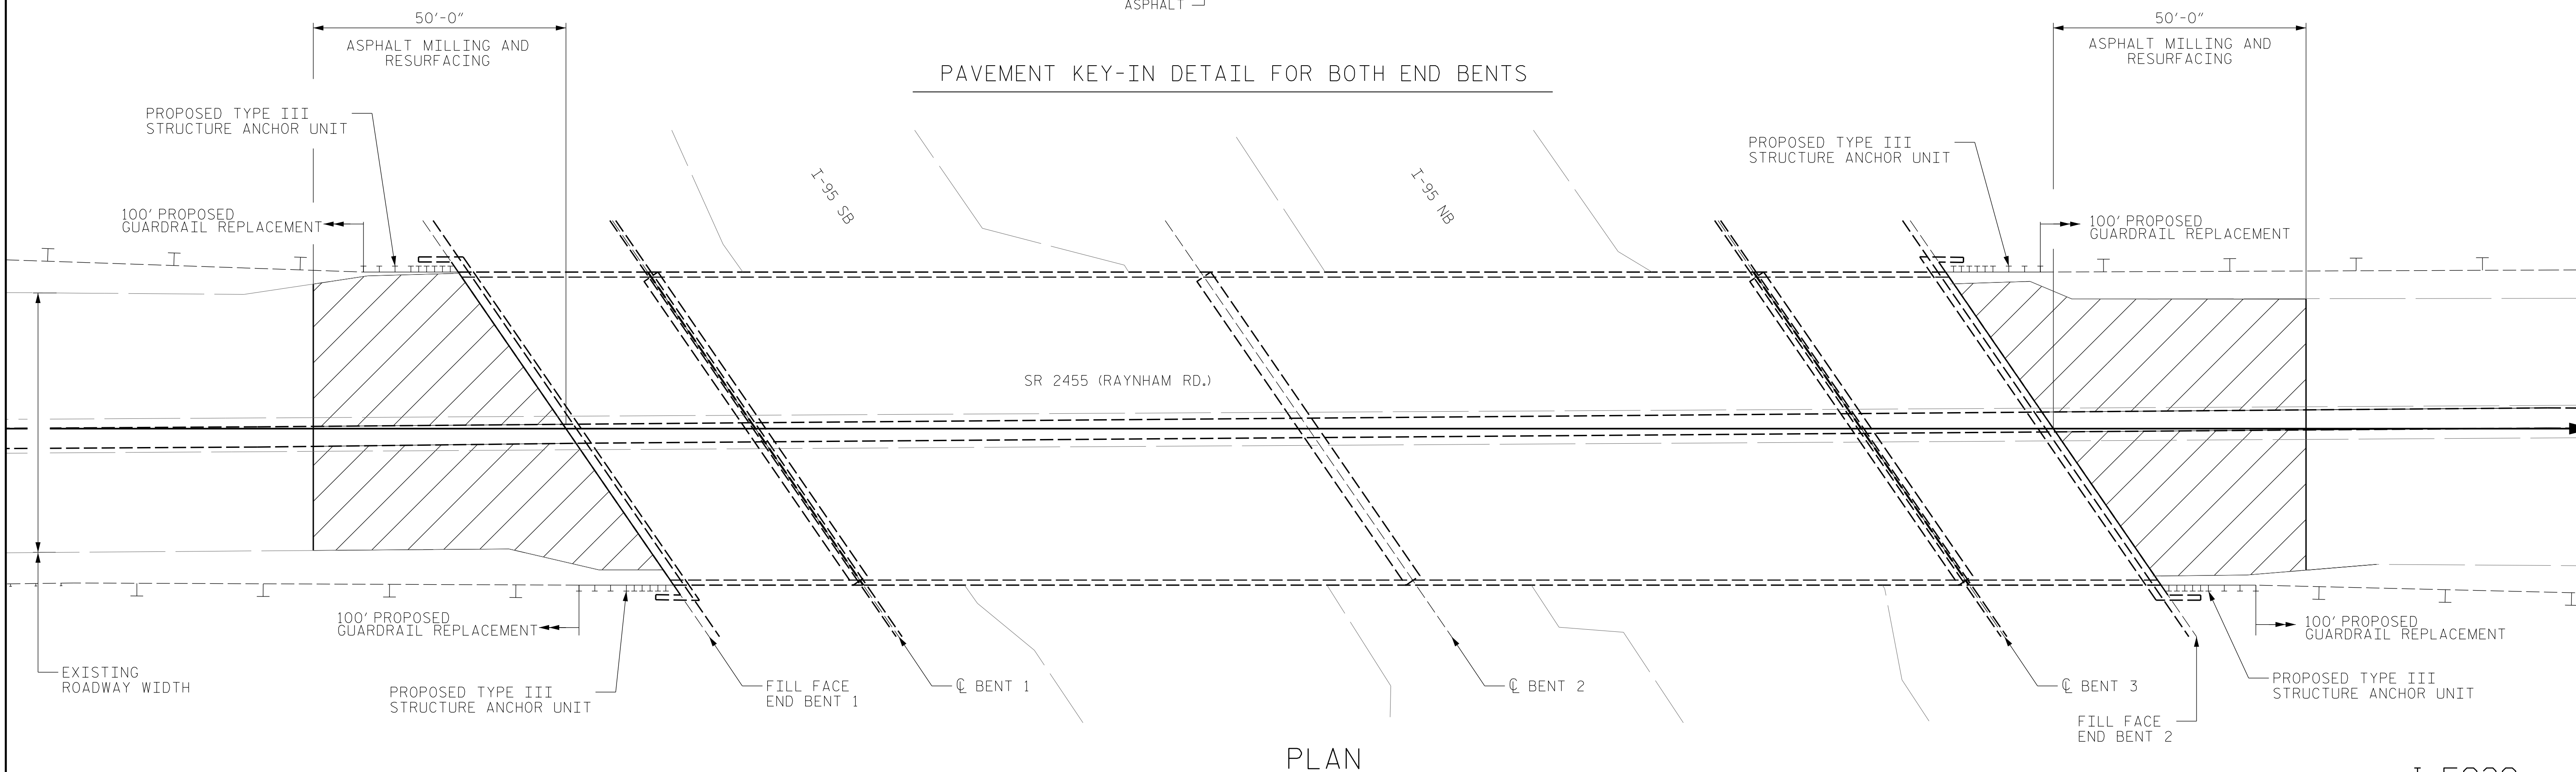 ASPHALT
50'-0"
ASPHALT MILLING AND
RESURFACING
50'-0"
ASPHALT MILLING AND
RESURFACING
PAVEMENT KEY-IN DETAIL FOR BOTH END BENTS
PROPOSED TYPE III
STRUCTURE ANCHOR UNIT
PROPOSED TYPE III
STRUCTURE ANCHOR UNIT
I-95 SB
I-95 NB
100' PROPOSED
GUARDRAIL REPLACEMENT
100' PROPOSED
GUARDRAIL REPLACEMENT
SR 2455 (RAYNHAM RD.)
100' PROPOSED
GUARDRAIL REPLACEMENT
100' PROPOSED
GUARDRAIL REPLACEMENT
EXISTING
ROADWAY WIDTH
PROPOSED TYPE III
STRUCTURE ANCHOR UNIT
FILL FACE
END BENT 1
℄ BENT 1
℄ BENT 2
℄ BENT 3
PROPOSED TYPE III
STRUCTURE ANCHOR UNIT
FILL FACE
END BENT 2
PLAN